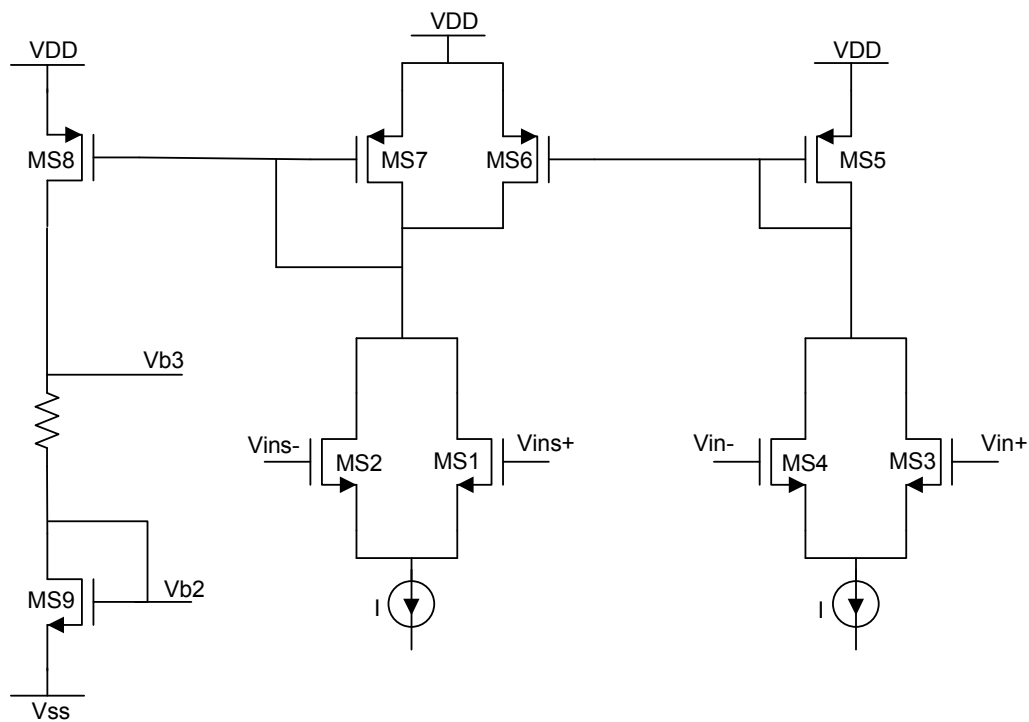 VDD
VDD
VDD
MS8
MS7
MS6
MS5
Vb3
Vins-
MS2
MS1
Vins+
Vin-
MS4
MS3
Vin+
MS9
Vb2
I
I
Vss